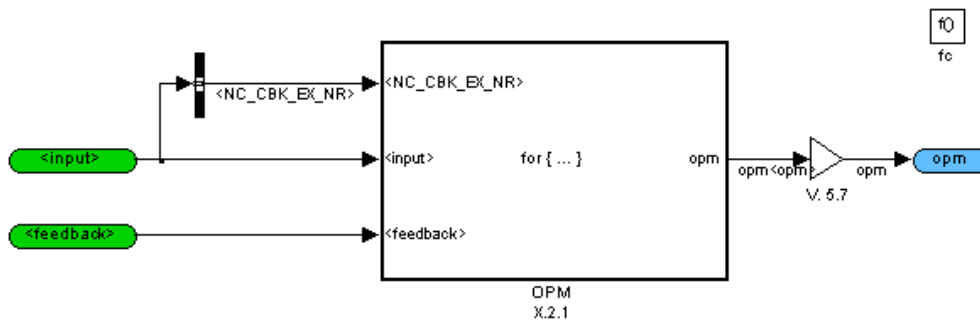 f()
fc
<NC_CBK_EX_NR>
<NC_CBK_EX_NR>
<input>
<input>
for { ... }
opm
opm<opm
opm
opm
V. 5.7
<feedback>
<feedback>
OPM
X.2.1